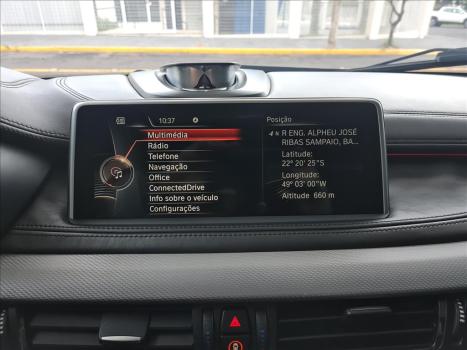 10:37
Multimédia
Rádio
Telefone
Navegação
Office
ConnectedDrive
Info sobre o veículo
Configurações
Posição
4 N R ENG. ALPHEU JOSÉ
RIBAS SAMPAIO, BA...
Latitude:
22° 20' 25"S
Longitude:
49° 03' 00"W
Altitude 660 m